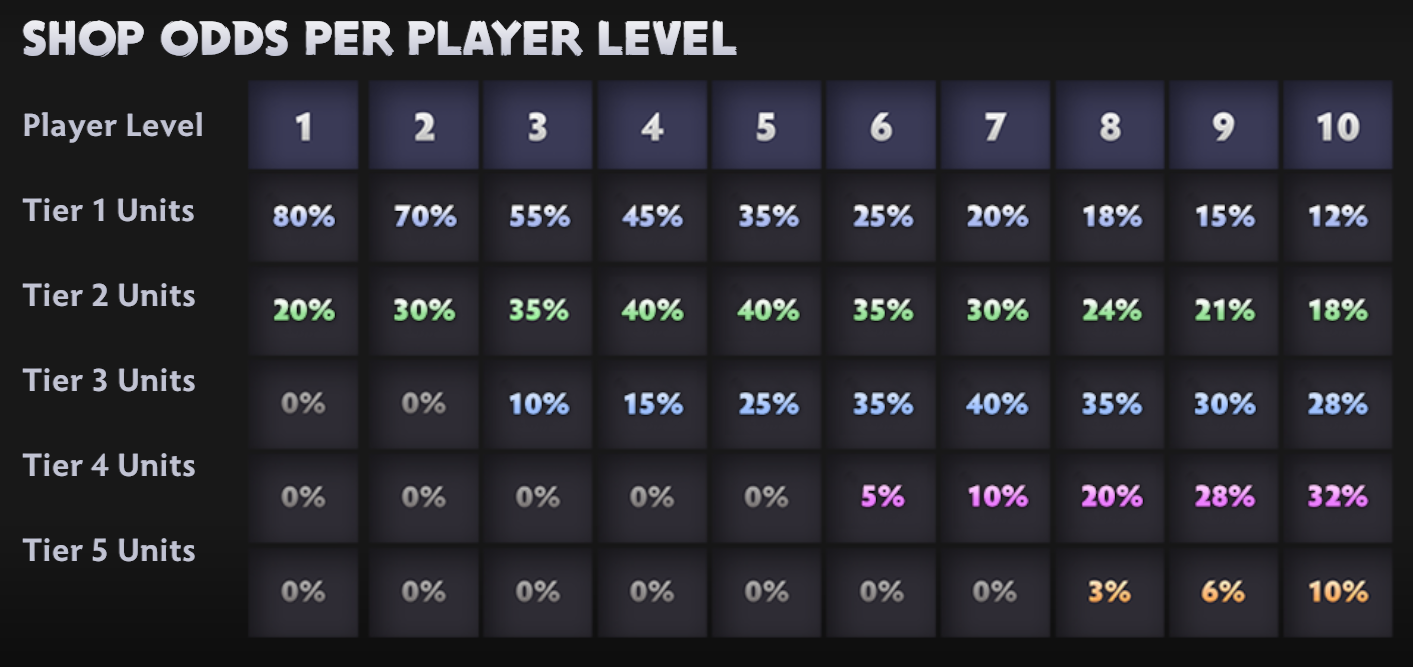 SHOP ODDS PER PLAYER LEVEL
Player Level 1 2 3 4 5 6 7 8 9 10
Tier 1 Units 80% 70% 55% 45% 35% 25% 20% 18% 15% 12%
Tier 2 Units 20% 30% 35% 40% 40% 35% 30% 24% 21% 18%
Tier 3 Units 0% 0% 10% 15% 25% 35% 40% 35% 30% 28%
Tier 4 Units 0% 0% 0% 0% 0% 5% 10% 20% 28% 32%
Tier 5 Units 0% 0% 0% 0% 0% 0% 0% 3% 6% 10%